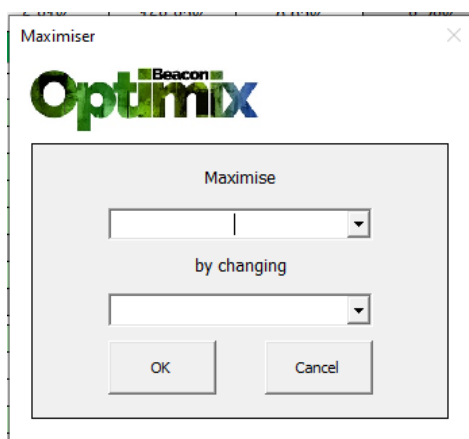 Maximiser
Beacon
Optimix
Maximise
by changing
OK
Cancel